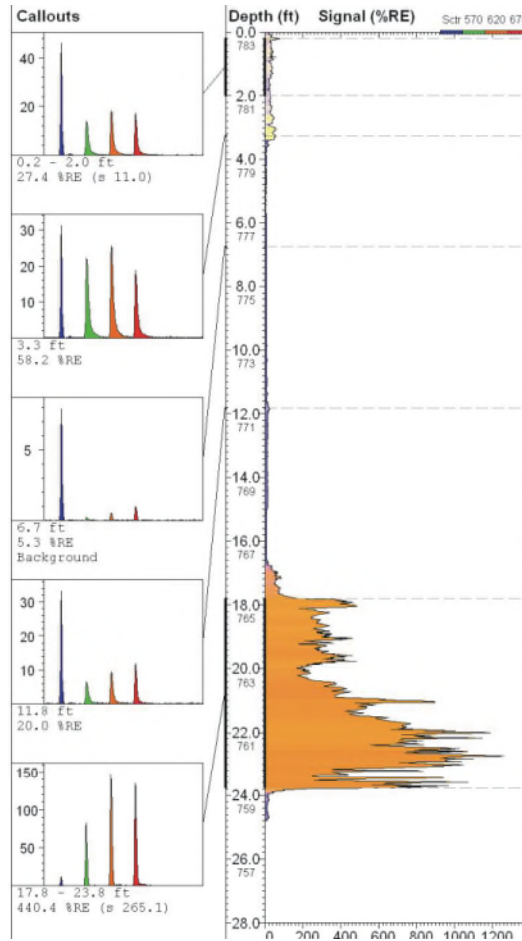 Callouts
Depth (ft)
Signal (%RE)
Sctr 570 620 67
40
20
0.2 - 2.0 ft
27.4 %RE (s 11.0)
30
20
10
3.3 ft
58.2 %RE
5
6.7 ft
5.3 %RE
Background
30
20
10
11.8 ft
20.0 %RE
150
100
50
17.8 - 23.8 ft
440.4 %RE (s 265.1)
0.0
783
2.0
781
4.0
779
6.0
777
8.0
775
10.0
773
12.0
771
14.0
769
16.0
767
18.0
765
20.0
763
22.0
761
24.0
759
26.0
757
28.0
0 200 400 600 800 1000 1200